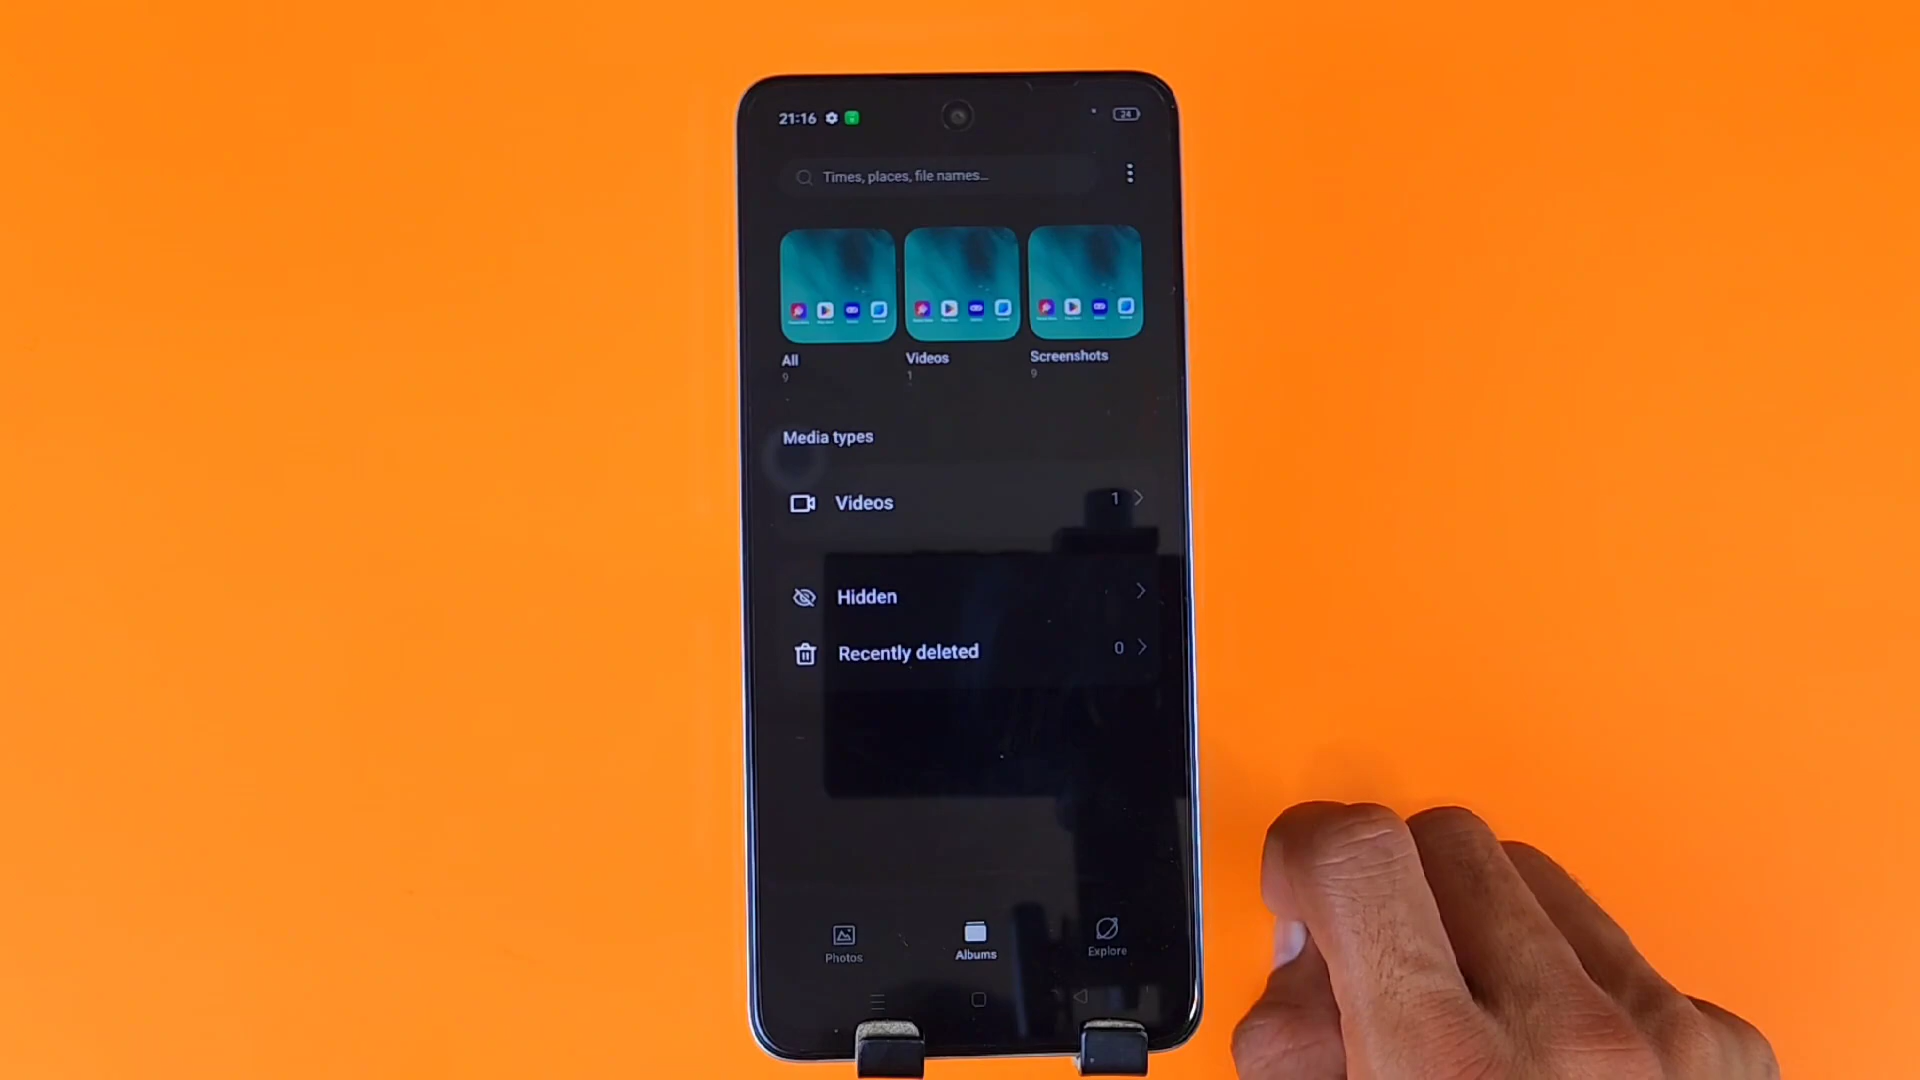 21:16
24
Times, places, file names...
All
Videos
Screenshots
9
1
9
Media types
Videos
1
Hidden
Recently deleted
0
Photos
Albums
Explore